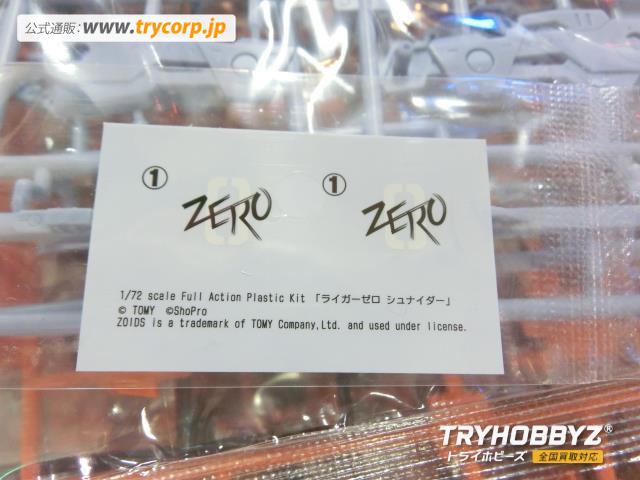 公式通販：www.trycorp.jp
① ZERO ① ZERO
1/72 scale Full Action Plastic Kit 「ライガーゼロ シュナイダー」
© TOMY ©ShoPro
ZOIDS is a trademark of TOMY Company,Ltd. and used under license.
TRYHOBBYZ®
トライホビーズ 全国買取対応